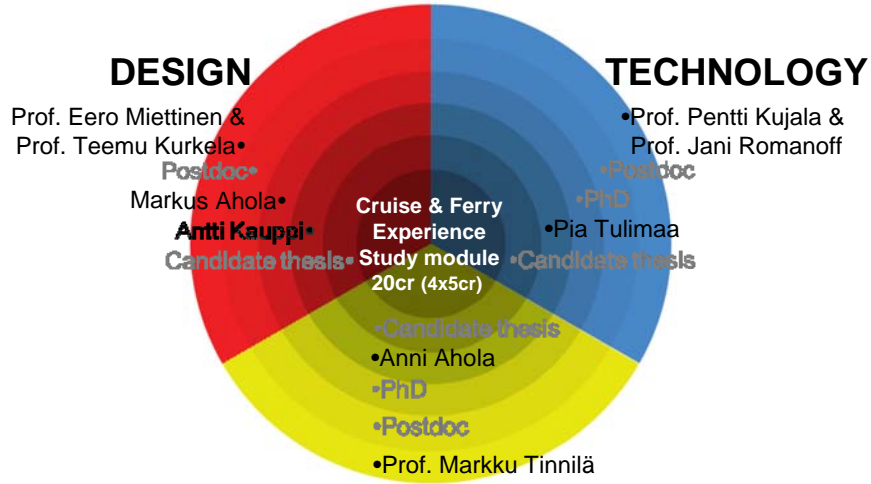 DESIGN
Prof. Eero Miettinen &
Prof. Teemu Kurkela•
Postdoc•
Markus Ahola•
Antti Kauppi•
Candidate thesis•
TECHNOLOGY
•Prof. Pentti Kujala &
Prof. Jani Romanoff
•Postdoc
•PhD
•Pia Tulimaa
•Candidate thesis
Cruise & Ferry
Experience
Study module
20cr (4x5cr)
•Candidate thesis
•Anni Ahola
•PhD
•Postdoc
•Prof. Markku Tinnilä